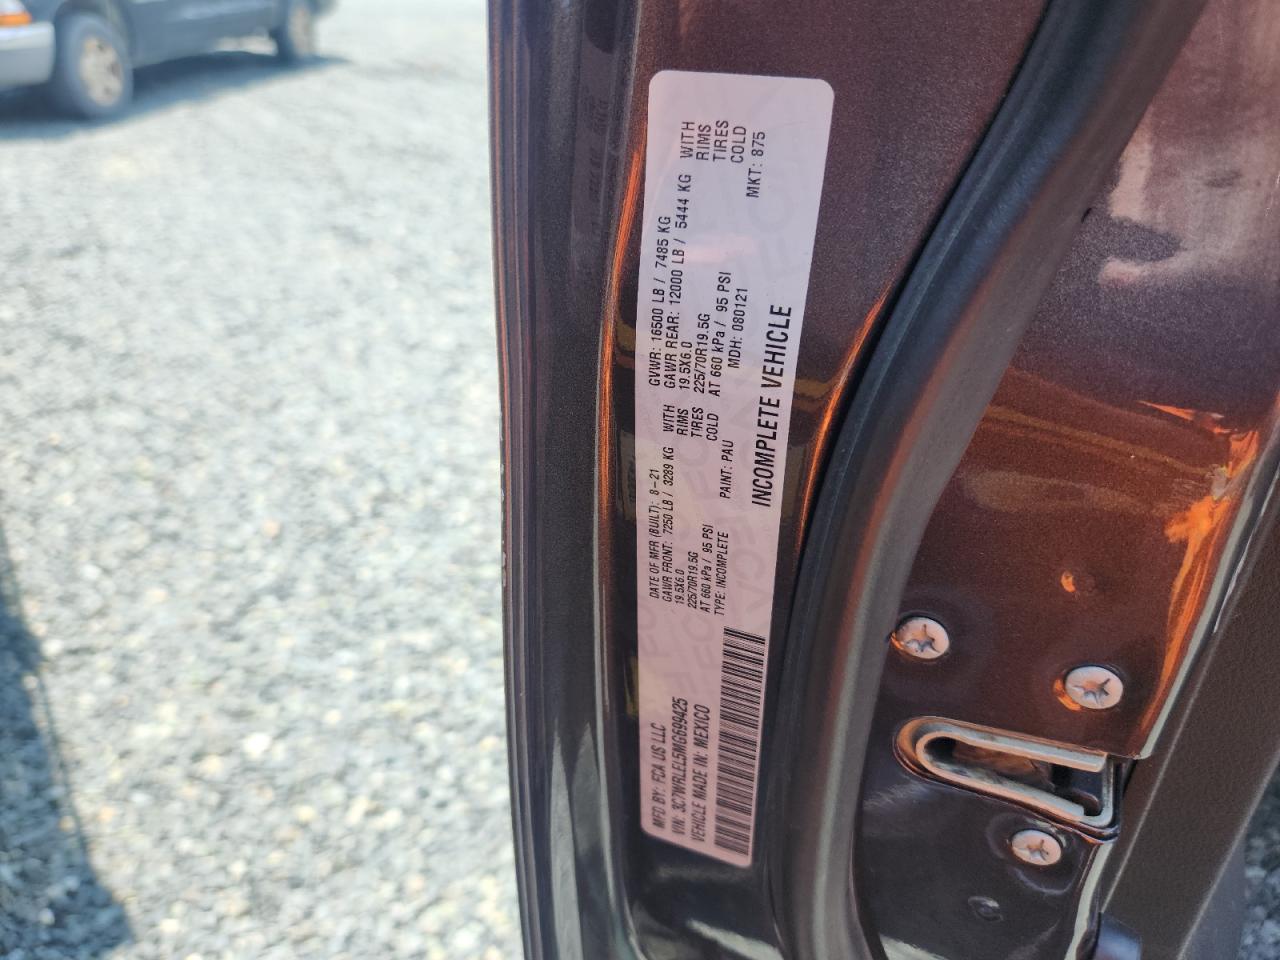 MFD BY: FCA US LLC
DATE OF MFR (BUILT): 8-21
GVWR: 16500 LB / 7485 KG
VIN: 3C7WRLEL5MG699425
GAWR FRONT: 7250 LB / 3289 KG WITH
GAWR REAR: 12000 LB / 5444 KG WITH
VEHICLE MADE IN: MEXICO
19.5X6.0 RIMS
19.5X6.0 RIMS
225/70R19.5G TIRES
225/70R19.5G TIRES
AT 660 kPa / 95 PSI COLD
AT 660 kPa / 95 PSI COLD
TYPE: INCOMPLETE
PAINT: PAU
MDH: 080121
MKT: 875
INCOMPLETE VEHICLE